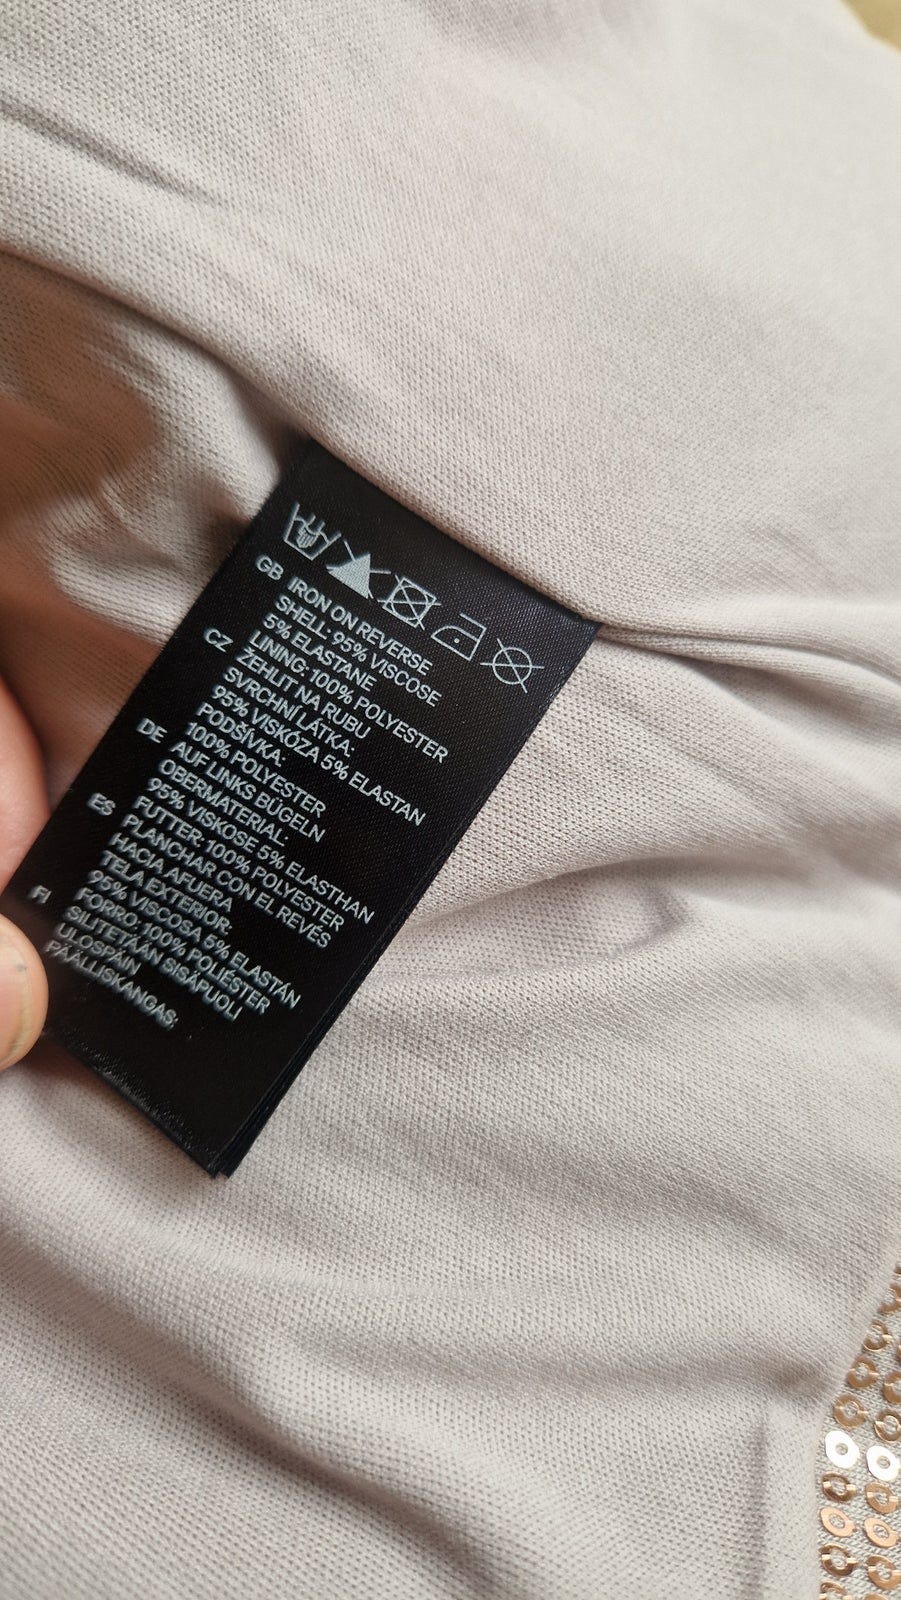 GB IRON ON REVERSE
SHELL: 95% VISCOSE
5% ELASTANE
LINING: 100% POLYESTER
CZ ŽEHLIT NA RUBU
SVRCHNÍ LÁTKA:
95% VISKÓZA 5% ELASTAN
PODŠÍVKA:
100% POLYESTER
DE AUF LINKS BÜGELN
OBERMATERIAL:
95% VISKOSE 5% ELASTHAN
FUTTER: 100% POLYESTER
ES PLANCHAR CON EL REVÉS
HACIA AFUERA
TELA EXTERIOR:
95% VISCOSA 5% ELASTÁN
FORRO: 100% POLIÉSTER
FI SILITETÄÄN SISÄPUOLI
ULOSPÄIN
PÄÄLLISKANGAS: